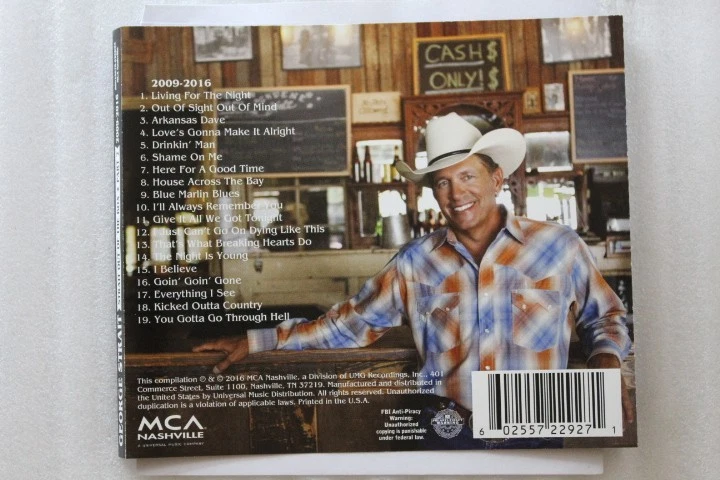 CASH $
ONLY! $
2009-2016
1. Living For The Night
2. Out Of Sight Out Of Mind
3. Arkansas Dave
4. Love's Gonna Make It Alright
5. Drinkin' Man
6. Shame On Me
7. Here For A Good Time
8. House Across The Bay
9. Blue Marlin Blues
10. I'll Always Remember You
11. Give It All We Got Tonight
12. I Just Can't Go On Dying Like This
13. That's What Breaking Hearts Do
14. The Night Is Young
15. I Believe
16. Goin' Goin' Gone
17. Everything I See
18. Kicked Outta Country
19. You Gotta Go Through Hell
This compilation ℗ & © 2016 MCA Nashville, a Division of UMG Recordings, Inc., 401
Commerce Street, Suite 1100, Nashville, TN 37219. Manufactured and distributed in
the United States by Universal Music Distribution. All rights reserved. Unauthorized
duplication is a violation of applicable laws. Printed in the U.S.A.
MCA
NASHVILLE
A UNIVERSAL MUSIC COMPANY
FBI Anti-Piracy
Warning:
Unauthorized
copying is punishable
under federal law.
6 02557 22927 1
GEORGE STRAIT
2009-2016